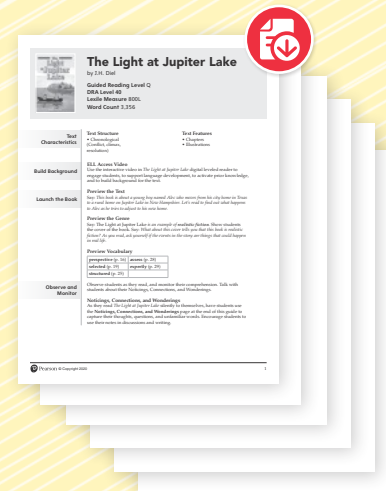 The Light at Jupiter Lake
by J.H. Diel
Guided Reading Level Q
DRA Level 40
Lexile Measure 800L
Word Count 3,356
The Light
at Jupiter
Lake
Text
Characteristics
Text Structure
• Chronological
(Conflict, climax,
resolution)
Text Features
• Chapters
• Illustrations
Build Background
ELL Access Video
Use the interactive video in The Light at Jupiter Lake digital leveled reader to
engage students, to support language development, to activate prior knowledge,
and to build background for the text.
Launch the Book
Preview the Text
Say: This book is about a young boy named Alec who moves from his city home in
to a rural home on Jupiter Lake in New Hampshire. Let's read to find out what happens
to Alec as he tries to adjust to his new home.
Preview the Genre
Say: The Light at Jupiter Lake is an example of realistic fiction. Show students
the cover of the book. Say: What about this cover tells you that this book is realistic
fiction? As you read, ask yourself if the events in the story are things that could happen
in real life.
Preview Vocabulary
perspective (p. 16) access (p. 28)
selected (p. 19) expertly (p. 29)
structured (p. 25)
Observe and
Monitor
Observe students as they read, and monitor their comprehension. Talk with
students about their Noticings, Connections, and Wonderings.
Noticings, Connections, and Wonderings
As they read The Light at Jupiter Lake silently to themselves, have students use
the Noticings, Connections, and Wonderings page at the end of this guide to
capture their thoughts, questions, and unfamiliar words. Encourage students to
use their notes in discussions and writing.
P Pearson © Copyright 2020
1